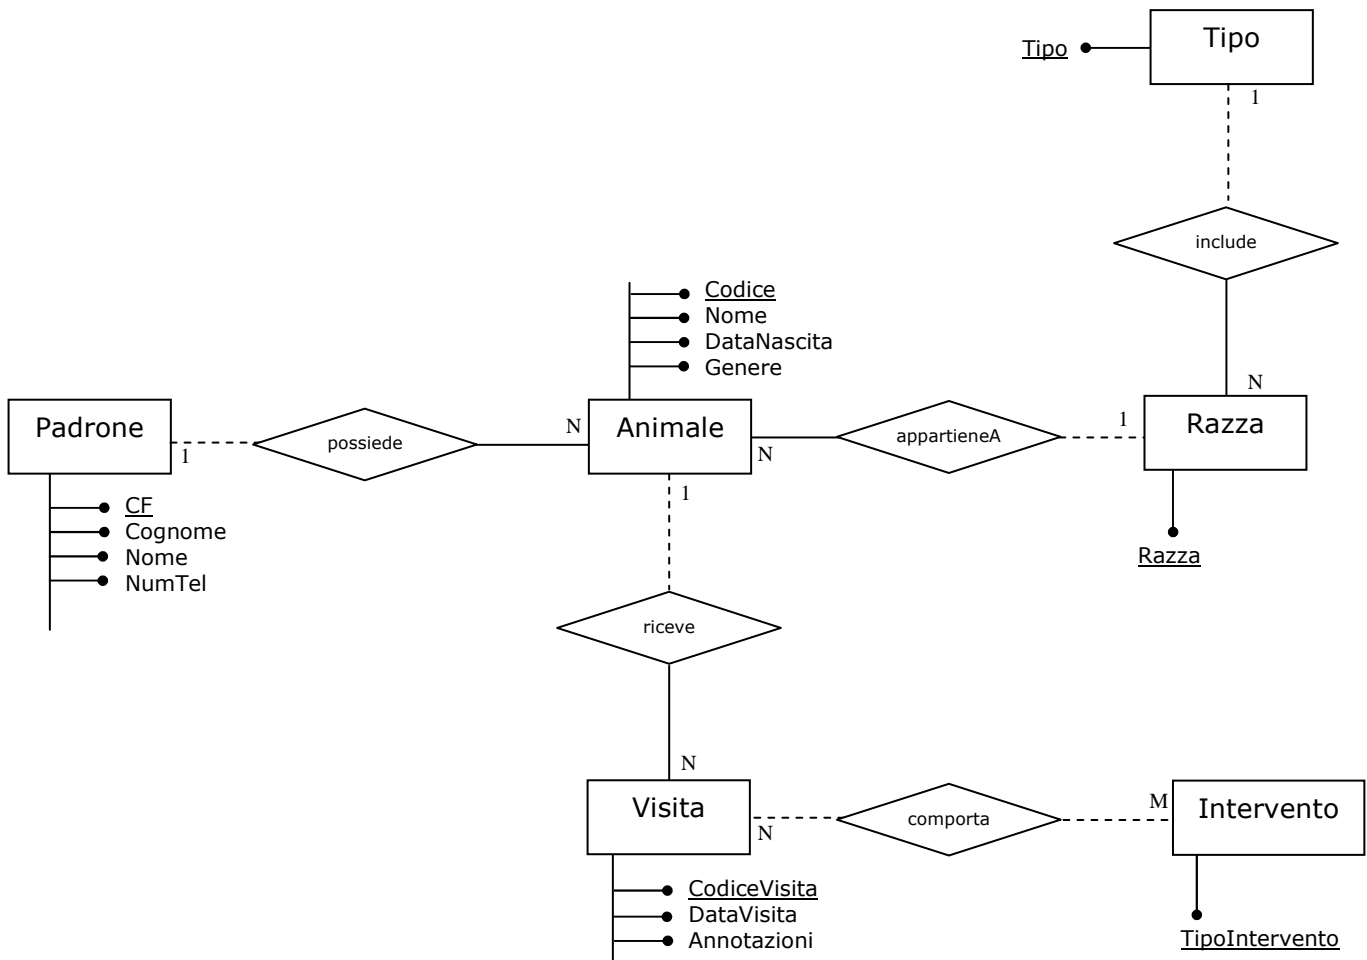 Tipo
Tipo
1
include
Codice
Nome
DataNascita
Genere
N
Padrone
1
possiede
N
Animale
N
appartieneA
1
Razza
CF
Cognome
Nome
NumTel
1
Razza
riceve
N
Visita
N
comporta
M
Intervento
CodiceVisita
DataVisita
Annotazioni
TipoIntervento